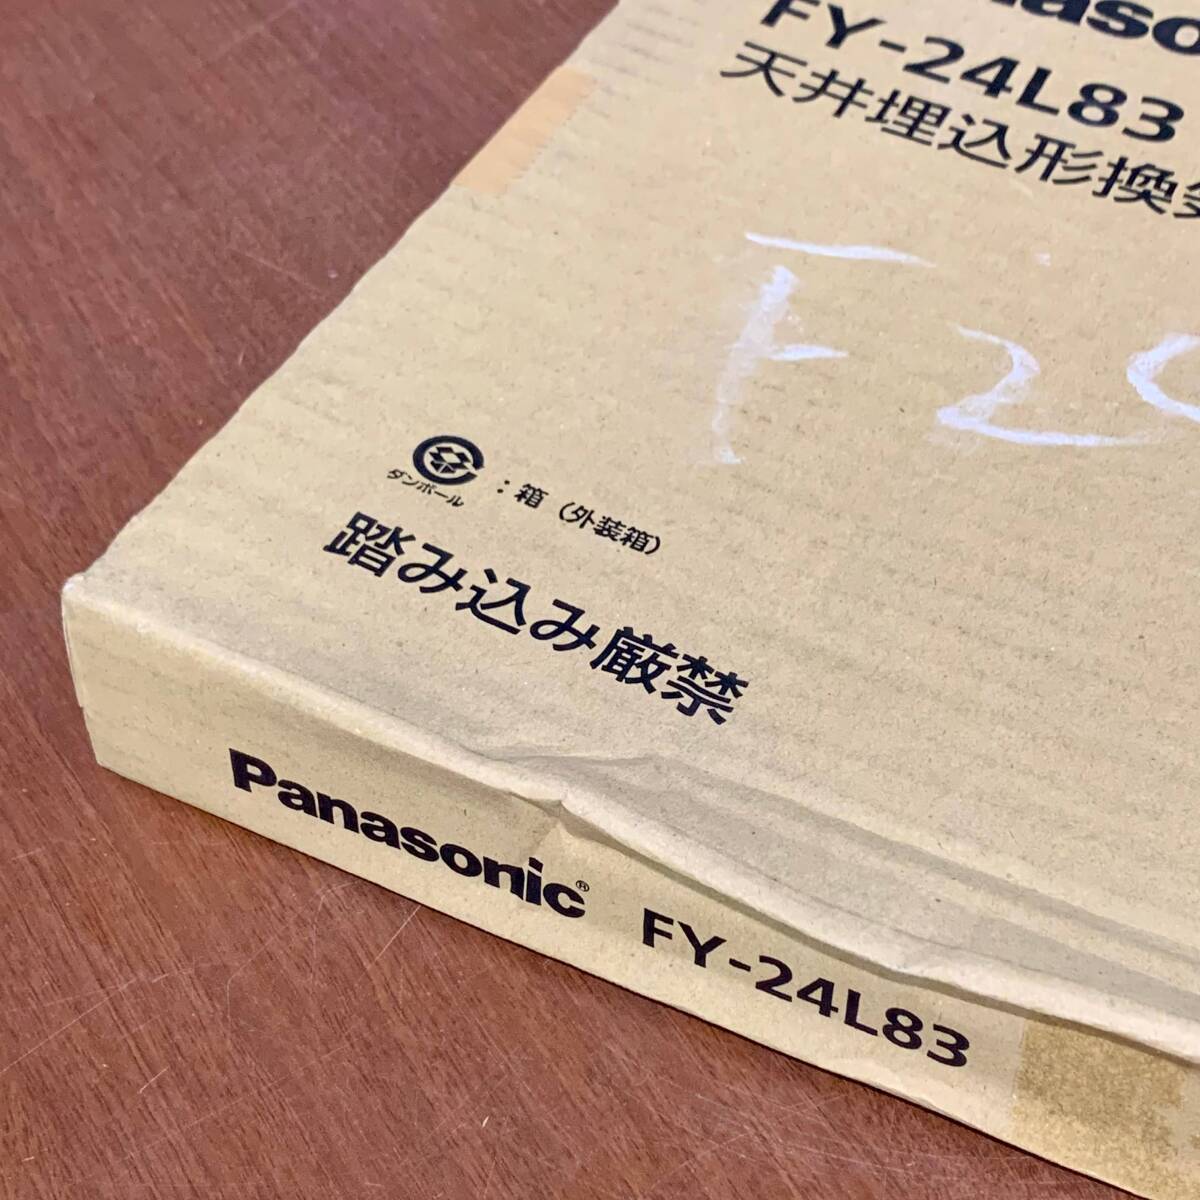 FY-24L83
天井埋込形換
F20
ダンボール
：箱（外装箱）
踏み込み厳禁
Panasonic® FY-24L83